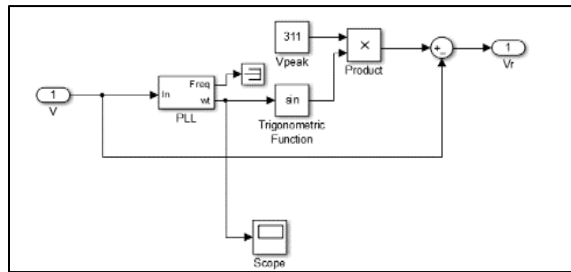 311
Vpeak
×
Product
+
-
1
Vr
1
V
In
Freq
wt
PLL
sin
Trigonometric
Function
Scope